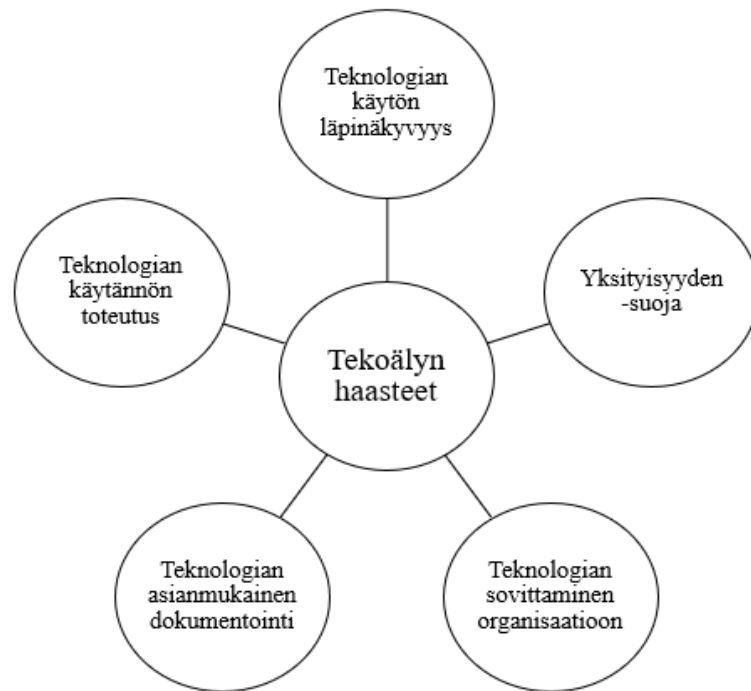 Teknologian
käytön
läpinäkyvyys
Teknologian
käytännön
toteutus
Yksityisyyden
-suoja
Tekoälyn
haasteet
Teknologian
asianmukainen
dokumentointi
Teknologian
sovittaminen
organisaatioon